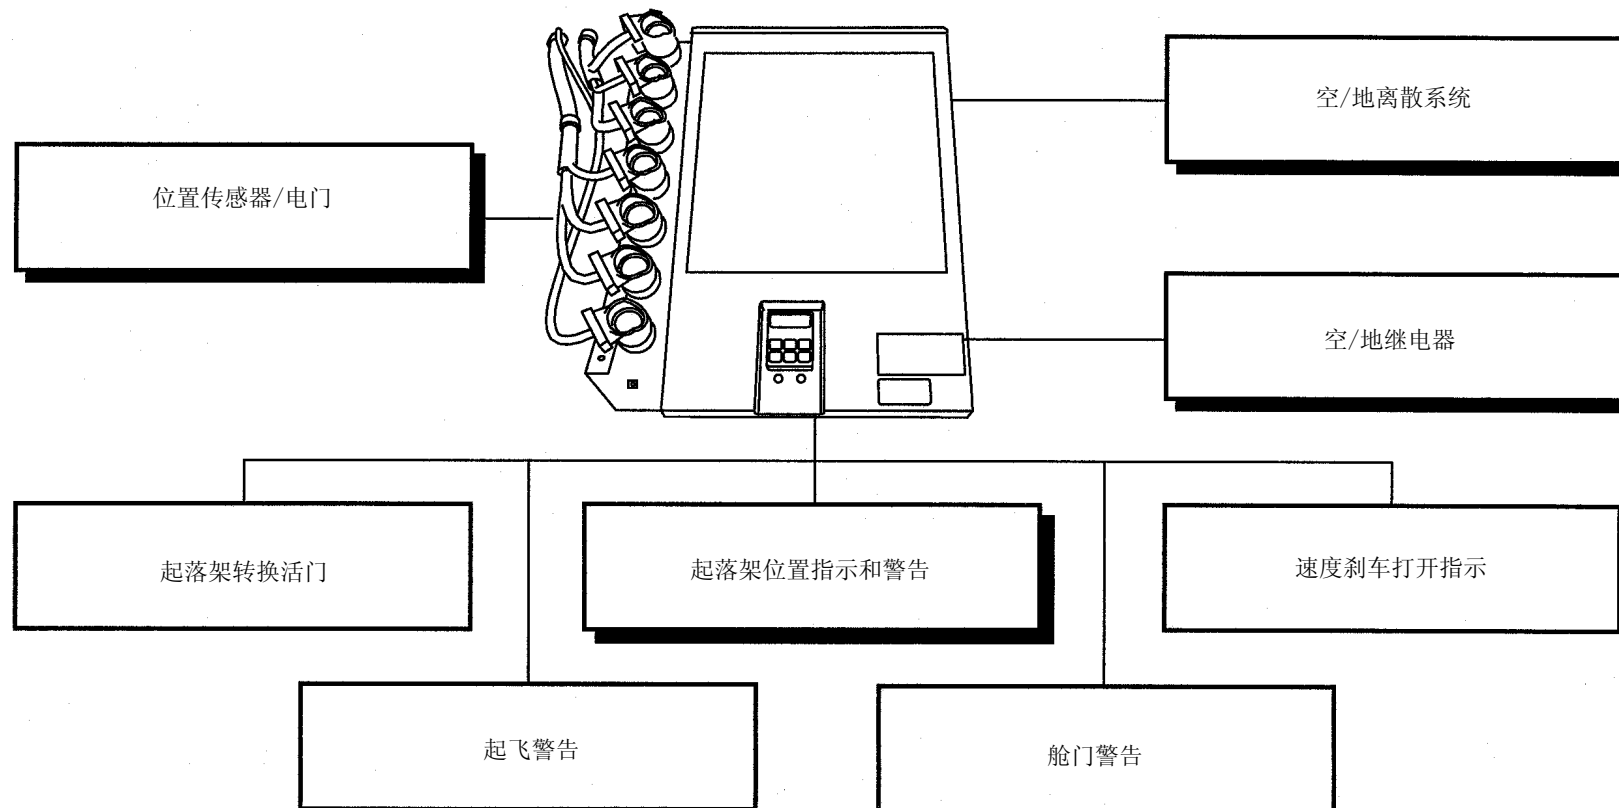 空/地离散系统
位置传感器/电门
空/地继电器
起落架转换活门
起落架位置指示和警告
速度刹车打开指示
起飞警告
舱门警告